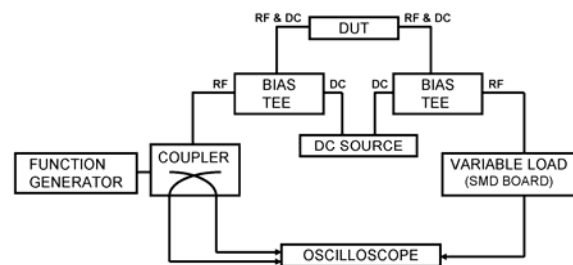 RF & DC
DUT
RF & DC
RF
BIAS
TEE
DC
DC
BIAS
TEE
RF
DC SOURCE
FUNCTION
GENERATOR
COUPLER
VARIABLE LOAD
(SMD BOARD)
OSCILLOSCOPE